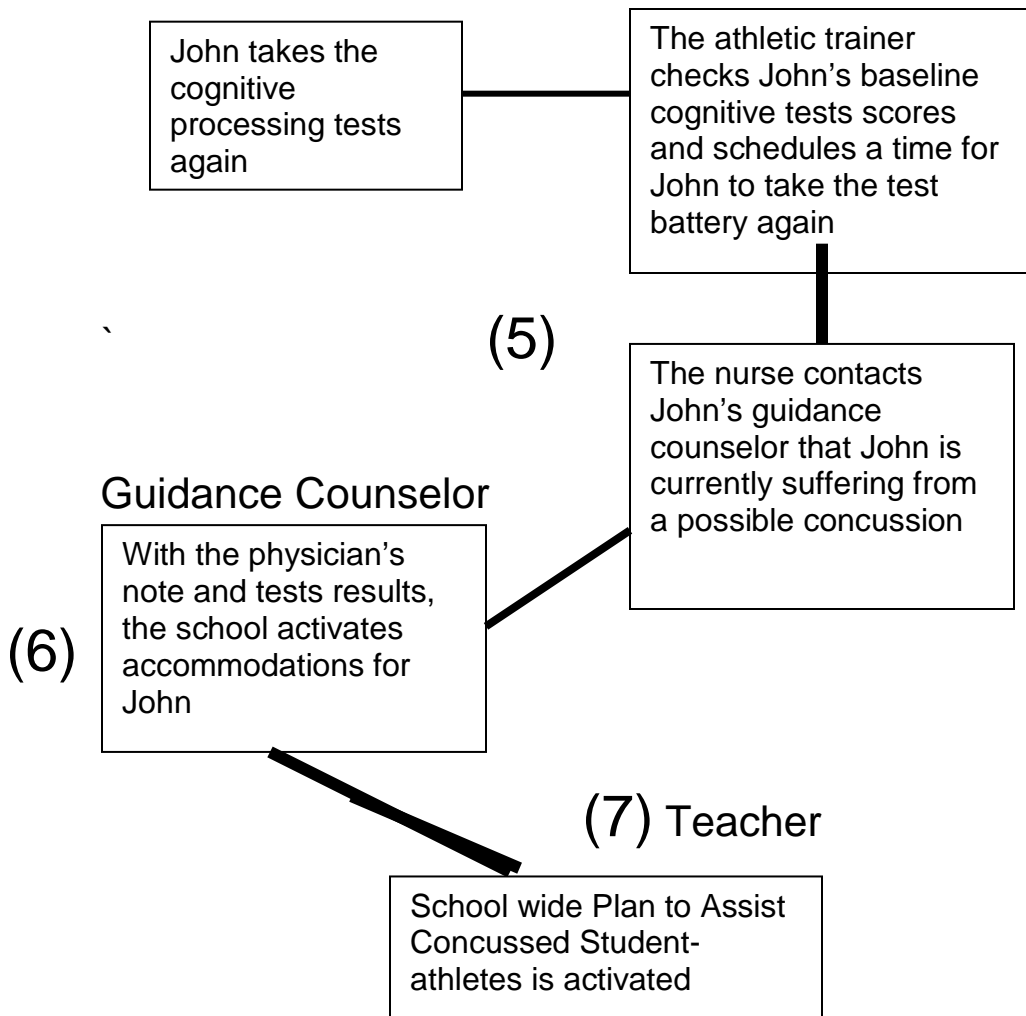 John takes the
cognitive
processing tests
again
The athletic trainer
checks John's baseline
cognitive tests scores
and schedules a time for
John to take the test
battery again
`
(5)
The nurse contacts
John's guidance
counselor that John is
currently suffering from
a possible concussion
Guidance Counselor
(6)
With the physician's
note and tests results,
the school activates
accommodations for
John
(7) Teacher
School wide Plan to Assist
Concussed Student-
athletes is activated